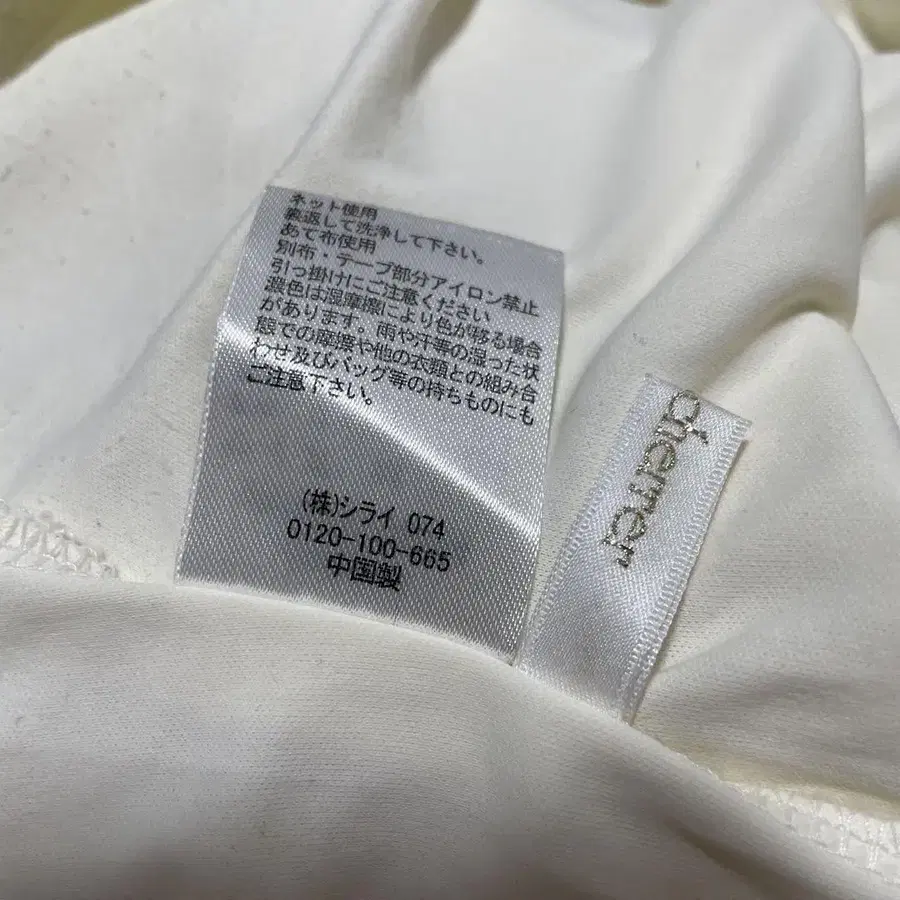 ネット使用
裏返して洗浄して下さい。
あて布使用
別布・テープ部分アイロン禁止
引っ掛けにご注意ください
濃色は湿摩擦により色が移る場合
があります。雨や汗等の湿った状
態での摩擦や他の衣類との組み合
わせ及びバッグ等の持ちものにも
ご注意下さい。
(株)シライ 074
0120-100-665
中国製
cherrer